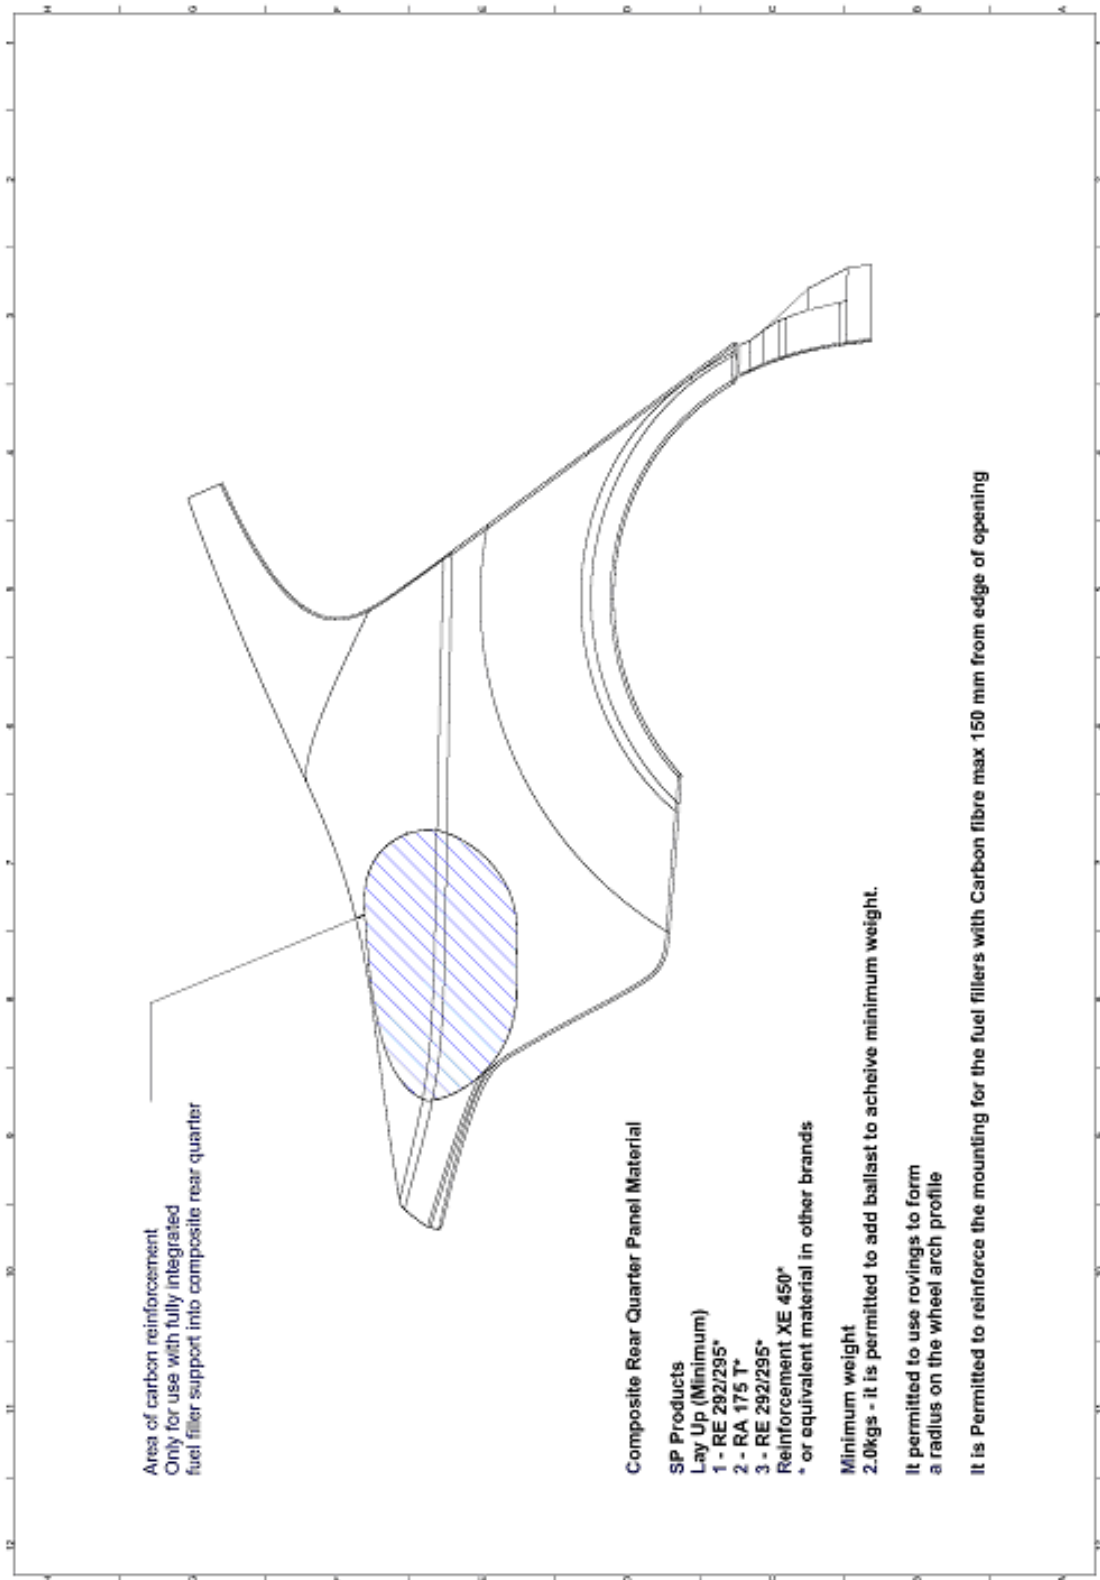 Area of carbon reinforcement
Only for use with fully integrated
fuel filler support into composite rear quarter
Composite Rear Quarter Panel Material
SP Products
Lay Up (Minimum)
1 - RE 292/295*
2 - RA 175 T*
3 - RE 292/295*
Reinforcement XE 450*
* or equivalent material in other brands
Minimum weight
2.0kgs - it is permitted to add ballast to acheive minimum weight.
It permitted to use rovings to form
a radius on the wheel arch profile
It is Permitted to reinforce the mounting for the fuel fillers with Carbon fibre max 150 mm from edge of opening